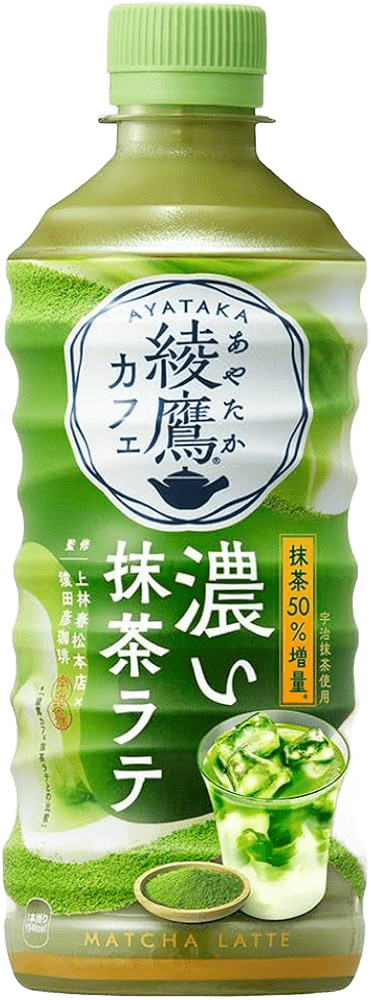 AYATAKA
あやたか
綾鷹®
カフェ
抹茶50%増量*
宇治抹茶使用
濃い
抹茶ラテ
監修
上林春松本店×
猿田彦珈琲
MATCHA LATTE